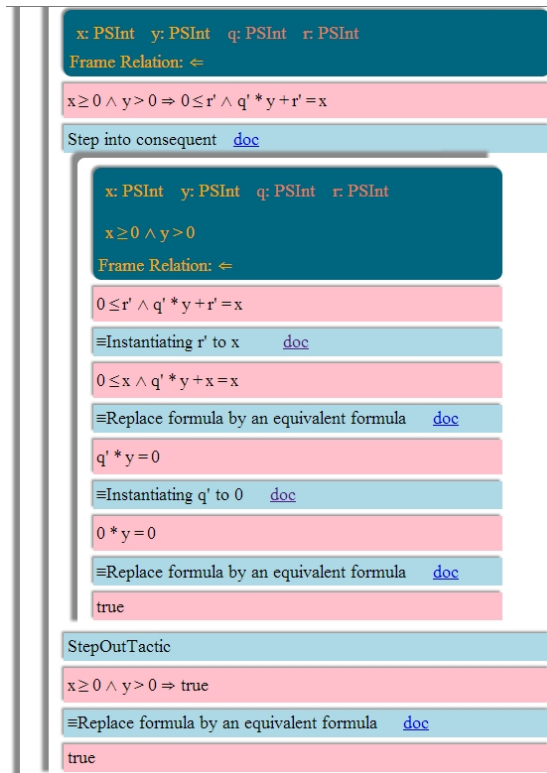 x: PSInt y: PSInt q: PSInt r: PSInt
Frame Relation: ⇐
x ≥ 0 ∧ y > 0 ⇒ 0 ≤ r' ∧ q' * y + r' = x
Step into consequent doc
x: PSInt y: PSInt q: PSInt r: PSInt
x ≥ 0 ∧ y > 0
Frame Relation: ⇐
0 ≤ r' ∧ q' * y + r' = x
≡Instantiating r' to x doc
0 ≤ x ∧ q' * y + x = x
≡Replace formula by an equivalent formula doc
q' * y = 0
≡Instantiating q' to 0 doc
0 * y = 0
≡Replace formula by an equivalent formula doc
true
StepOutTactic
x ≥ 0 ∧ y > 0 ⇒ true
≡Replace formula by an equivalent formula doc
true